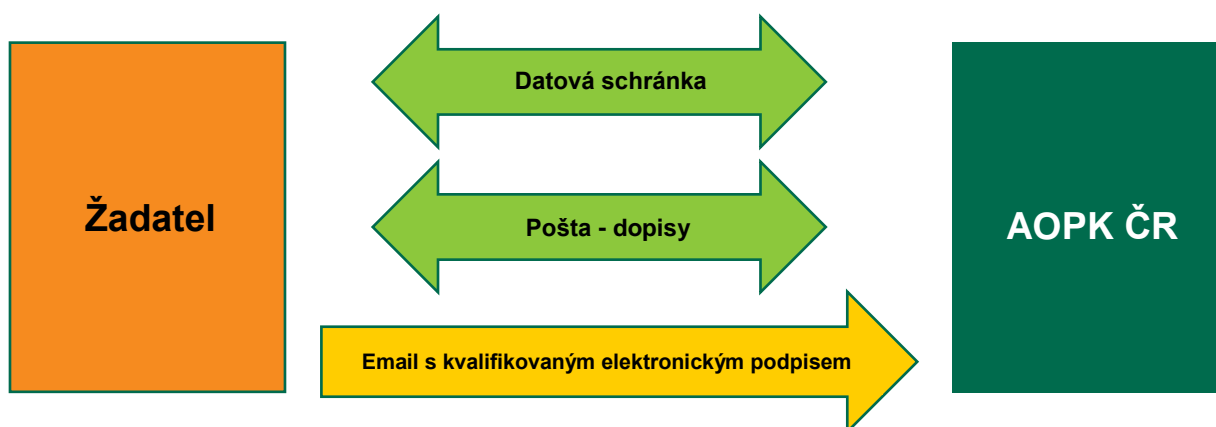 Datová schránka
Žadatel
Pošta - dopisy
AOPK ČR
Email s kvalifikovaným elektronickým podpisem